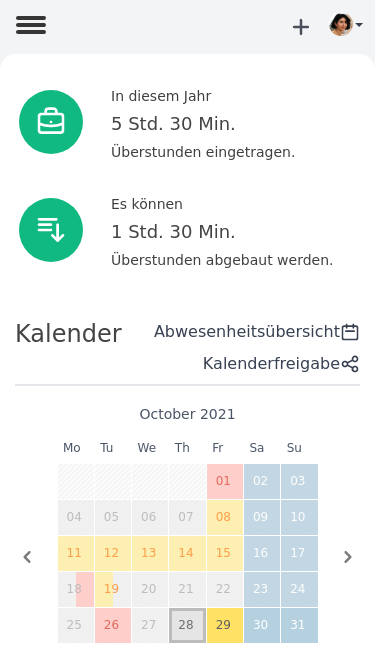 In diesem Jahr
5 Std. 30 Min.
Überstunden eingetragen.
Es können
1 Std. 30 Min.
Überstunden abgebaut werden.
Kalender
Abwesenheitsübersicht
Kalenderfreigabe
October 2021
Mo Tu We Th Fr Sa Su
01 02 03
04 05 06 07 08 09 10
11 12 13 14 15 16 17
18 19 20 21 22 23 24
25 26 27 28 29 30 31